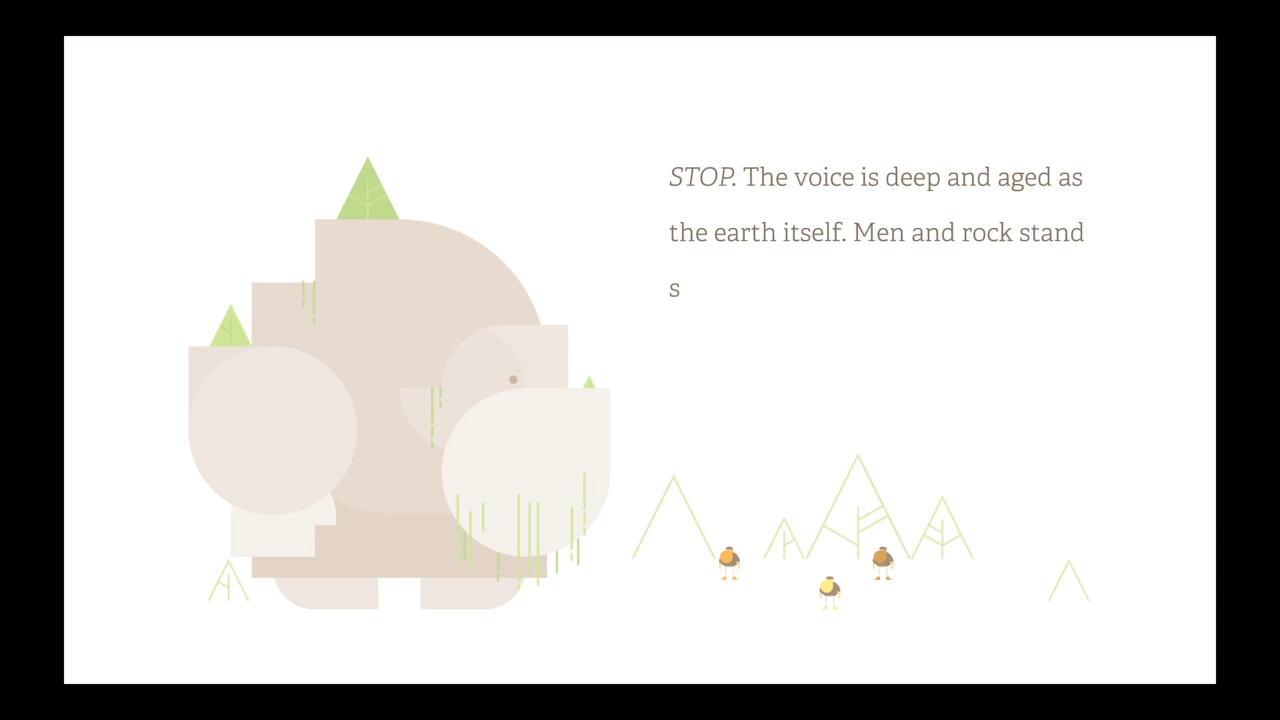 STOP. The voice is deep and aged as
the earth itself. Men and rock stand
s